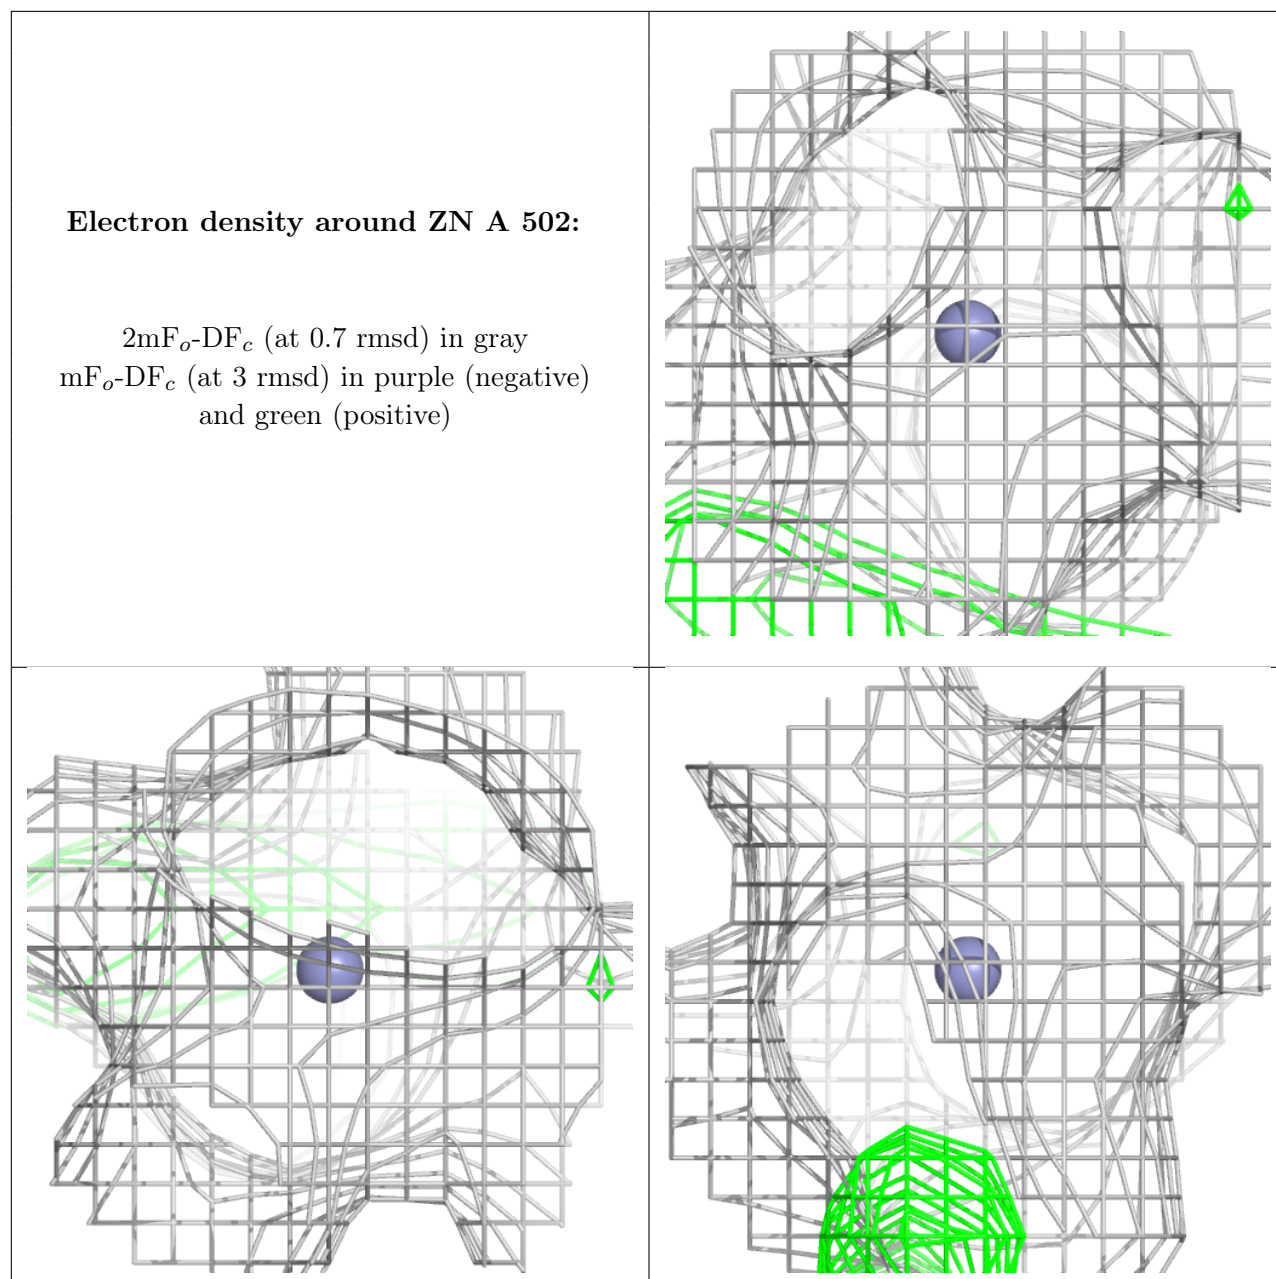 Electron density around ZN A 502:
2mFo-DFc (at 0.7 rmsd) in gray
mFo-DFc (at 3 rmsd) in purple (negative)
and green (positive)